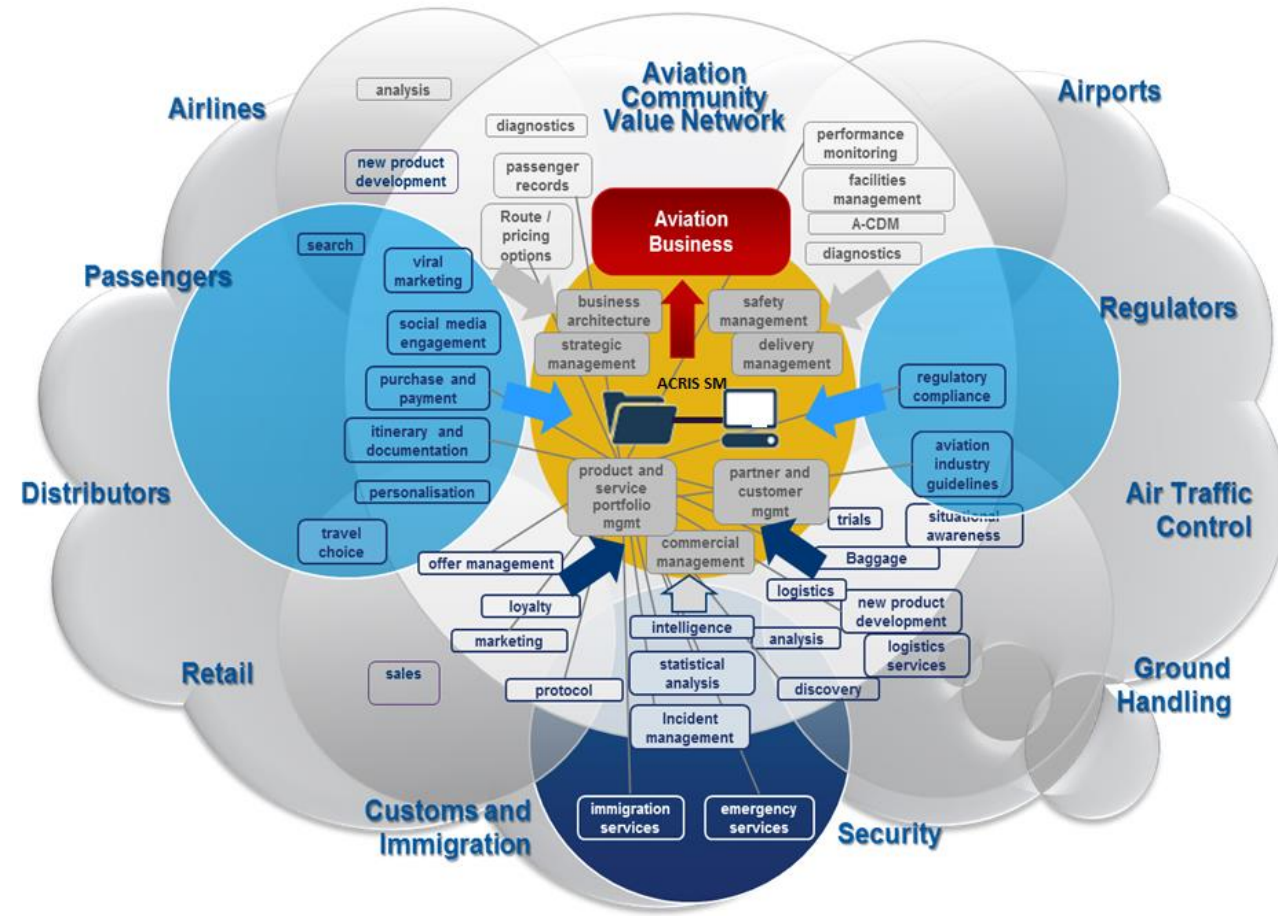 Aviation
Community
Value Network
Airlines
Airports
analysis
diagnostics
performance
monitoring
new product
development
passenger
records
facilities
management
Route /
pricing
options
Aviation
Business
A-CDM
diagnostics
search
viral
marketing
Passengers
Regulators
business
architecture
safety
management
social media
engagement
strategic
management
delivery
management
purchase and
payment
ACRIS SM
regulatory
compliance
itinerary and
documentation
aviation
industry
guidelines
product and
service
portfolio
mgmt
partner and
customer
mgmt
Distributors
personalisation
Air Traffic
Control
trials
situational
awareness
travel
choice
commercial
management
offer management
Baggage
logistics
loyalty
new product
development
marketing
intelligence
analysis
logistics
services
Retail
sales
statistical
analysis
Ground
Handling
protocol
discovery
Incident
management
Customs and
Immigration
immigration
services
emergency
services
Security